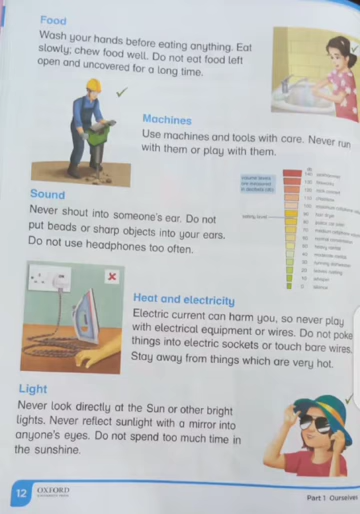 Food
Wash your hands before eating anything. Eat
slowly; chew food well. Do not eat food left
open and uncovered for a long time.
Machines
Use machines and tools with care. Never run
with them or play with them.
Sound
Never shout into someone's ear. Do not
put beads or sharp objects into your ears.
Do not use headphones too often.
Heat and electricity
Electric current can harm you, so never play
with electrical equipment or wires. Do not poke
things into electric sockets or touch bare wires.
Stay away from things which are very hot.
Light
Never look directly at the Sun or other bright
lights. Never reflect sunlight with a mirror into
anyone's eyes. Do not spend too much time in
the sunshine.
12
OXFORD
Part 1 Ourselves